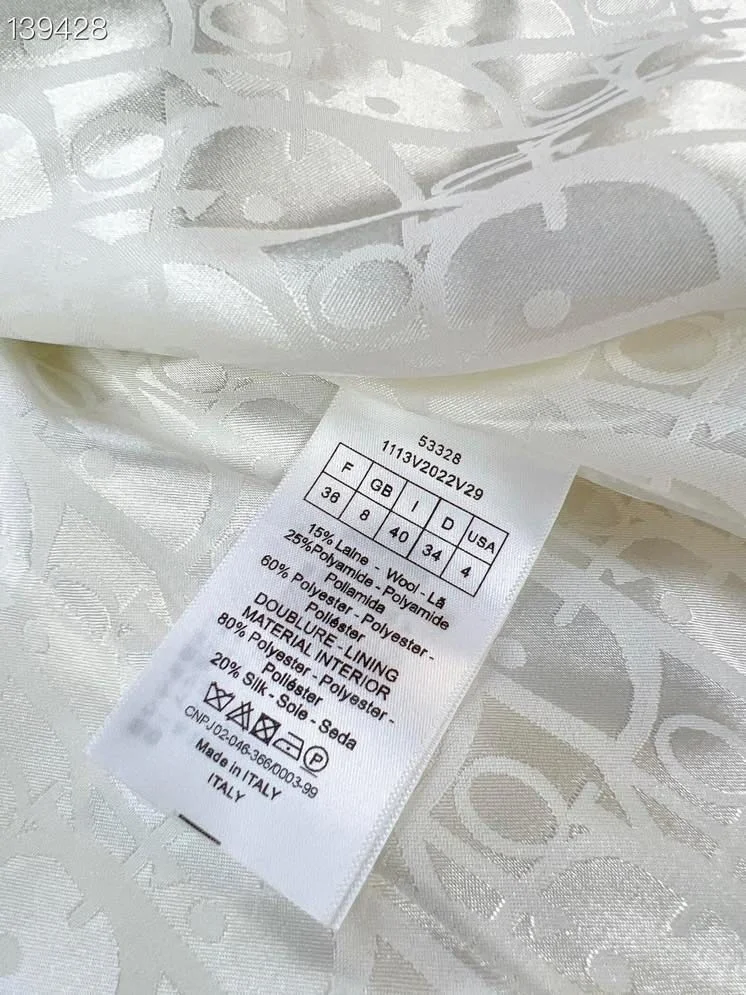 139428
53328
1113V2022V29
F GB I D USA
36 8 40 34 4
15% Laine - Wool - Lã
25%Polyamide - Polyamide
Poliamida
60% Polyester - Polyester -
Poliéster
DOUBLURE - LINING
MATERIAL INTERIOR
80% Polyester - Polyester -
Poliéster
20% Silk - Soie - Seda
P
CNPJ 02-046-366/0003-99
Made in ITALY
ITALY